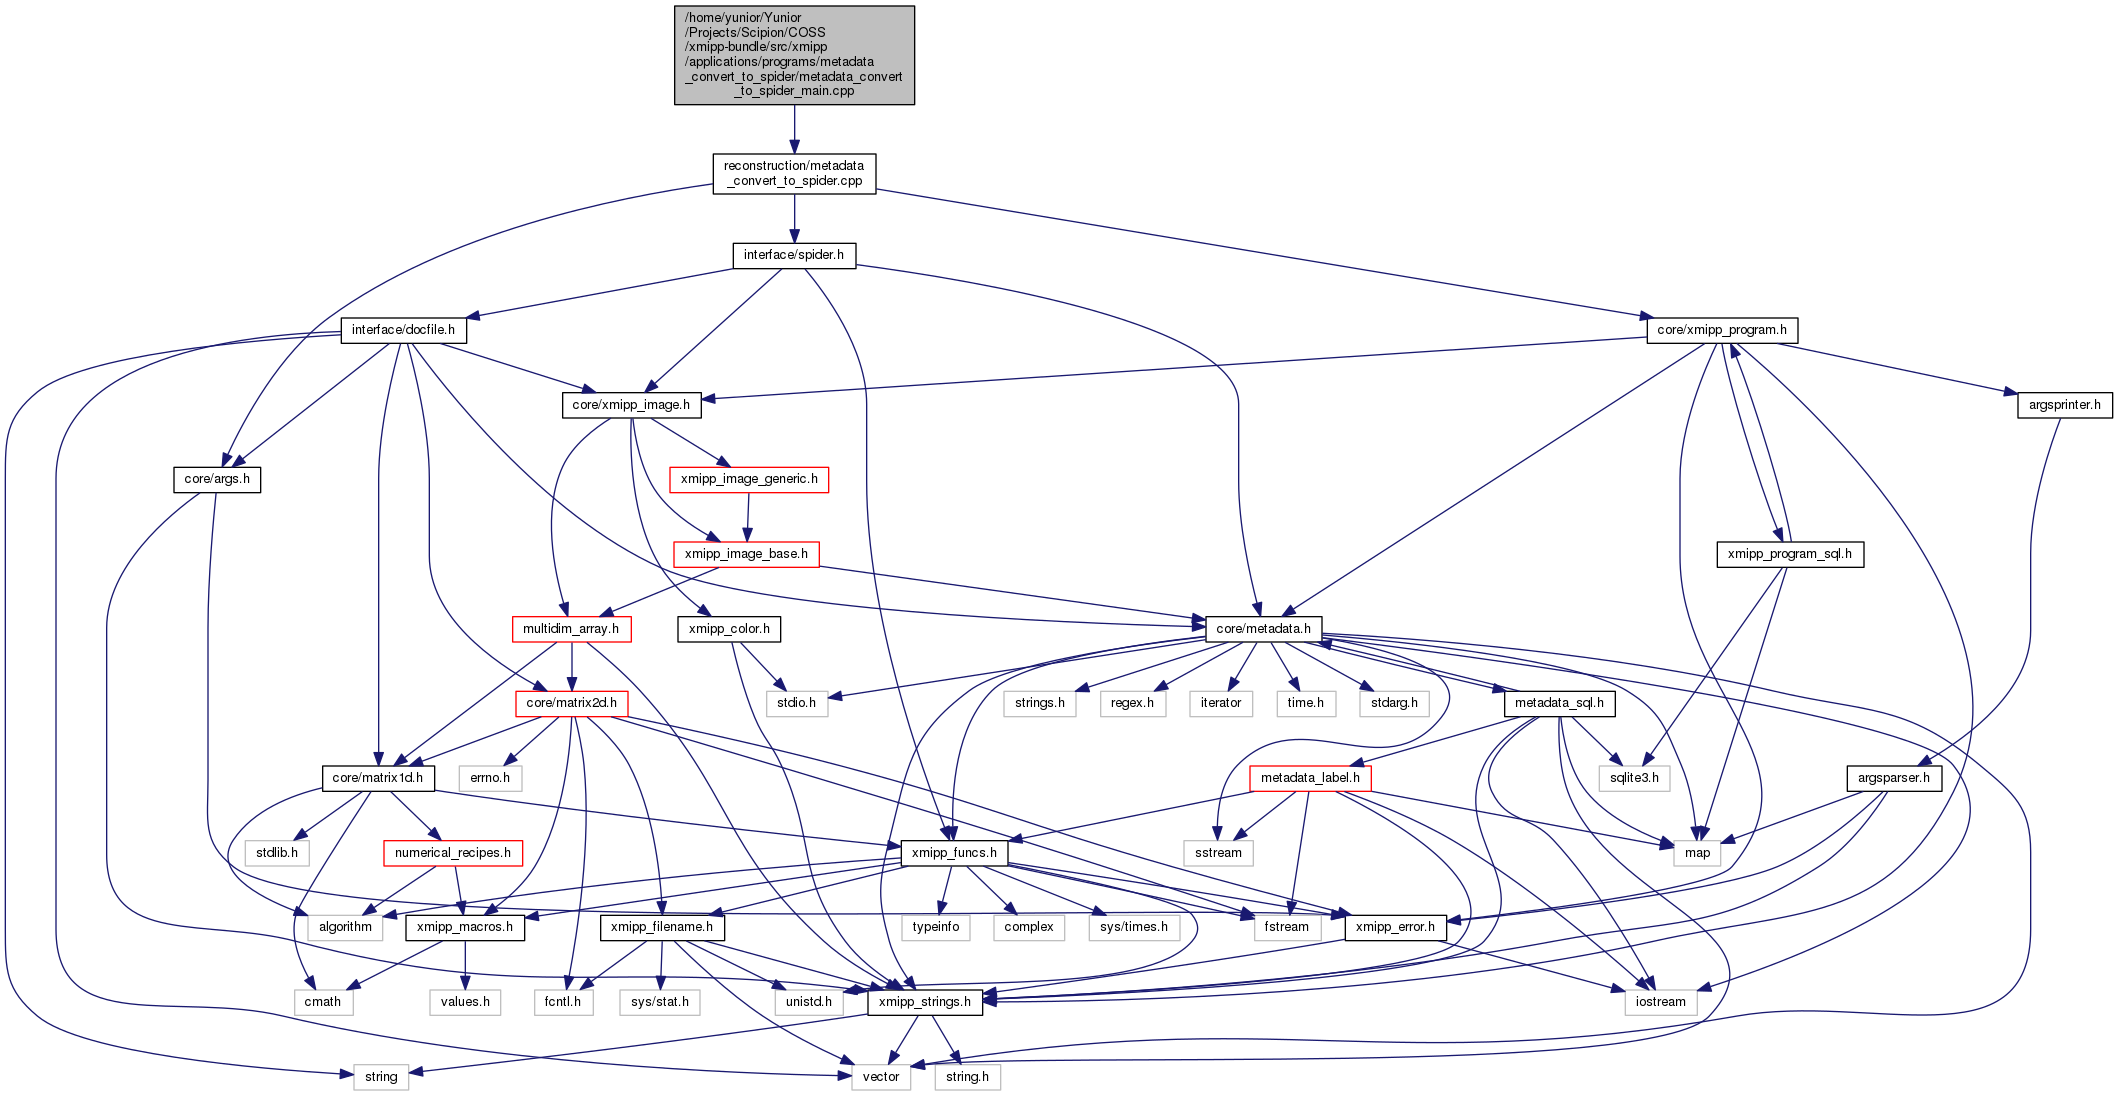 /home/yunior/Yunior
/Projects/Scipion/COSS
/xmipp-bundle/src/xmipp
/applications/programs/metadata
_convert_to_spider/metadata_convert
_to_spider_main.cpp
reconstruction/metadata
_convert_to_spider.cpp
interface/spider.h
interface/docfile.h
core/xmipp_program.h
core/xmipp_image.h
argsprinter.h
core/args.h
xmipp_image_generic.h
xmipp_image_base.h
xmipp_program_sql.h
multidim_array.h
xmipp_color.h
core/metadata.h
core/matrix2d.h
stdio.h
strings.h
regex.h
iterator
time.h
stdarg.h
metadata_sql.h
core/matrix1d.h
errno.h
metadata_label.h
sqlite3.h
argsparser.h
stdlib.h
numerical_recipes.h
xmipp_funcs.h
sstream
map
algorithm
xmipp_macros.h
xmipp_filename.h
typeinfo
complex
sys/times.h
fstream
xmipp_error.h
cmath
values.h
fcntl.h
sys/stat.h
unistd.h
xmipp_strings.h
iostream
string
vector
string.h